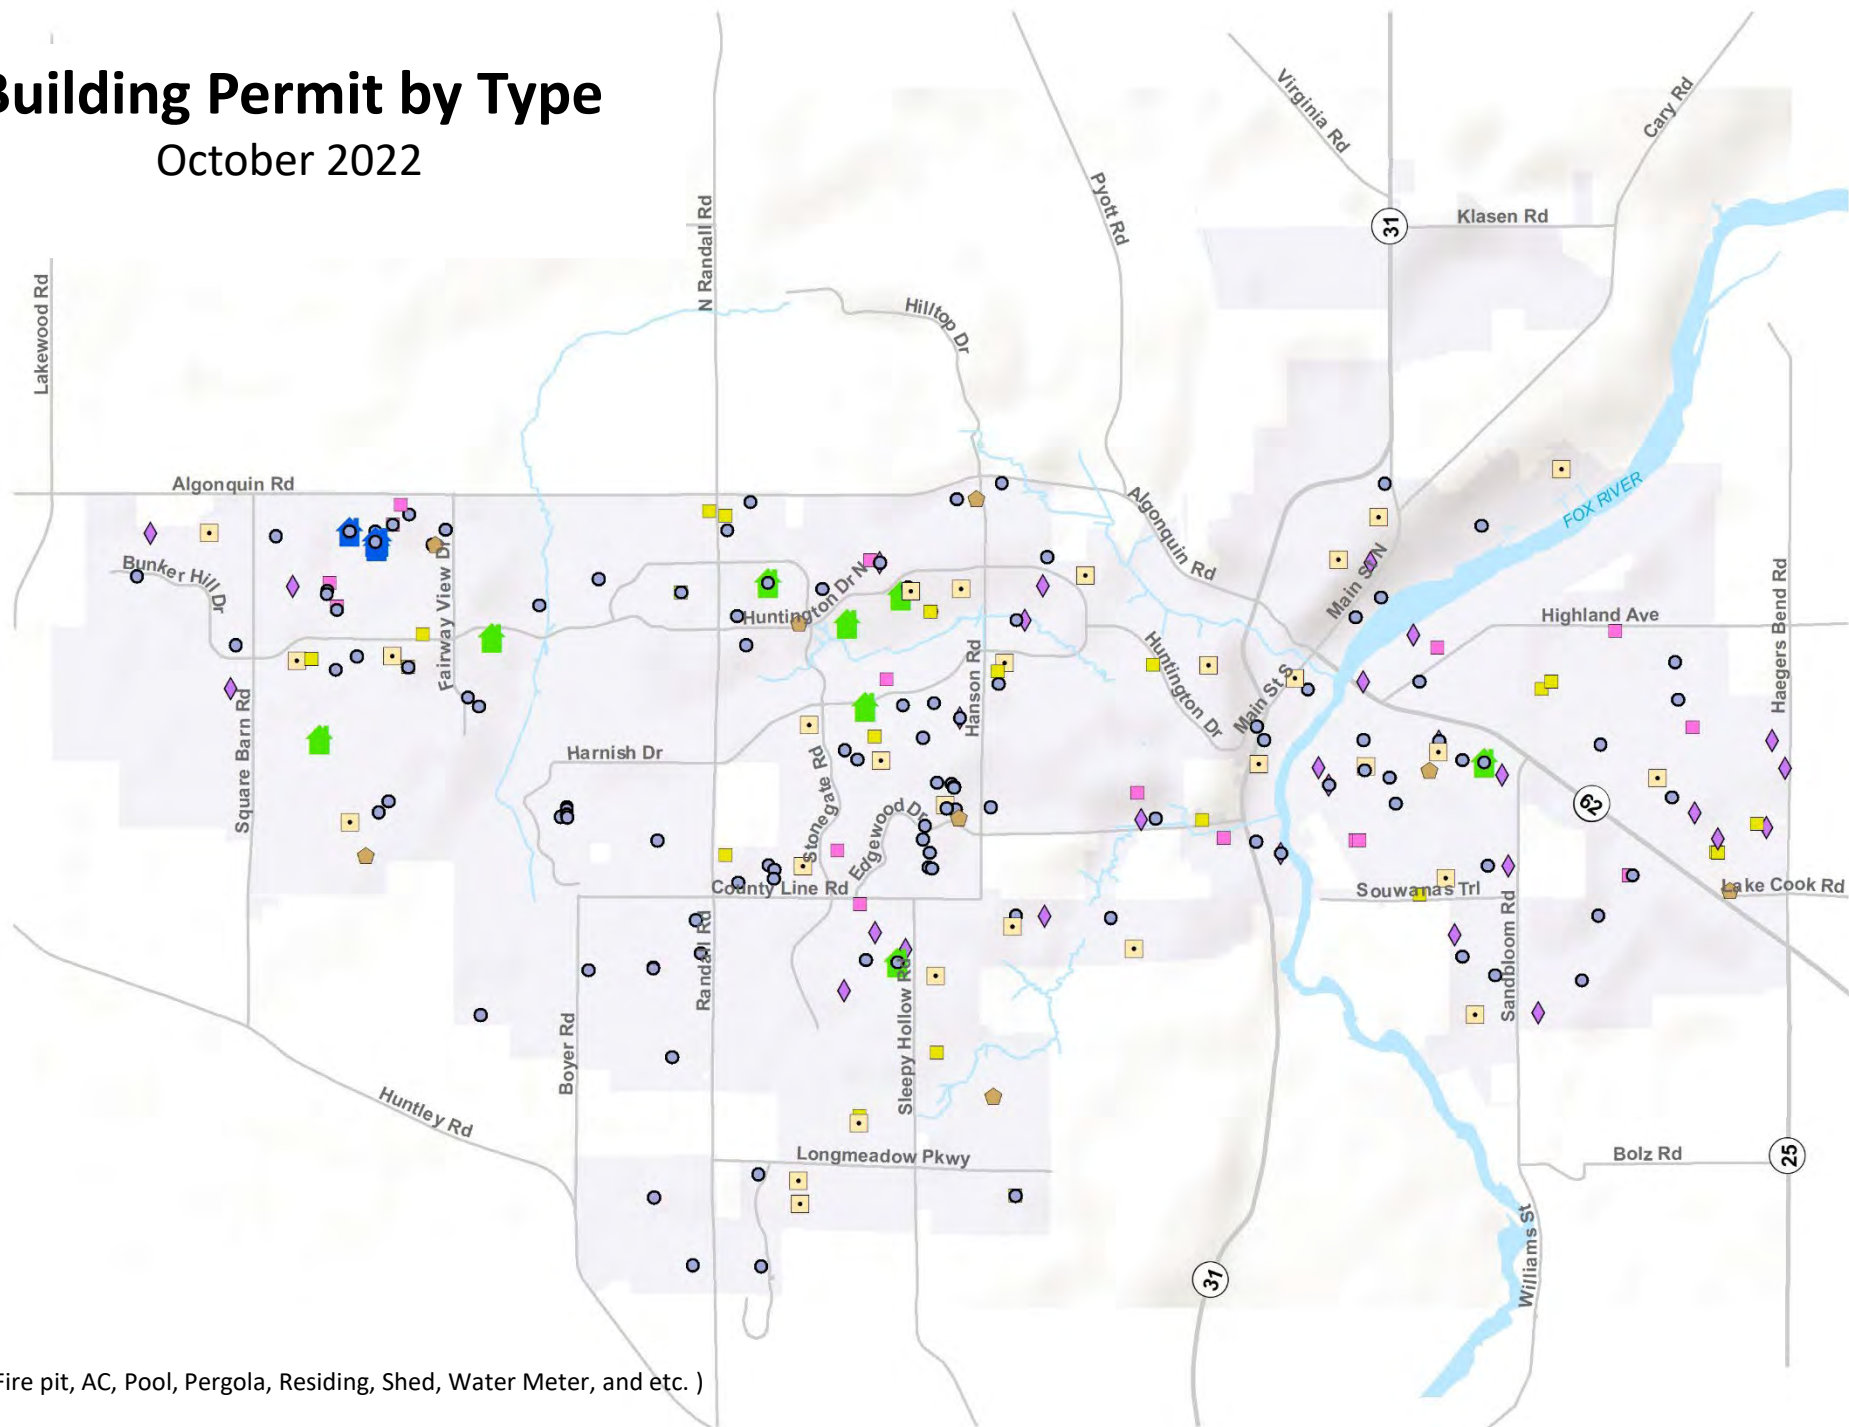 Building Permit by Type
October 2022
Virginia Rd
Cary Rd
Pyott Rd
N Randall Rd
31
Klasen Rd
Lakewood Rd
Hilltop Dr
Algonquin Rd
Algonquin Rd
FOX RIVER
Bunker Hill Dr
Fairway View Dr
Huntington Dr N
Main St N
Highland Ave
Haegers Bend Rd
Huntington Dr
Hanson Rd
Main St S
Square Barn Rd
Harnish Dr
Stonegate Rd
Edgewood Dr
62
County Line Rd
Souwanas Trl
Lake Cook Rd
Randall Rd
Sandbloom Rd
Sleepy Hollow Rd
Boyer Rd
Huntley Rd
Longmeadow Pkwy
Bolz Rd
25
Williams St
31
Fire pit, AC, Pool, Pergola, Residing, Shed, Water Meter, and etc. )